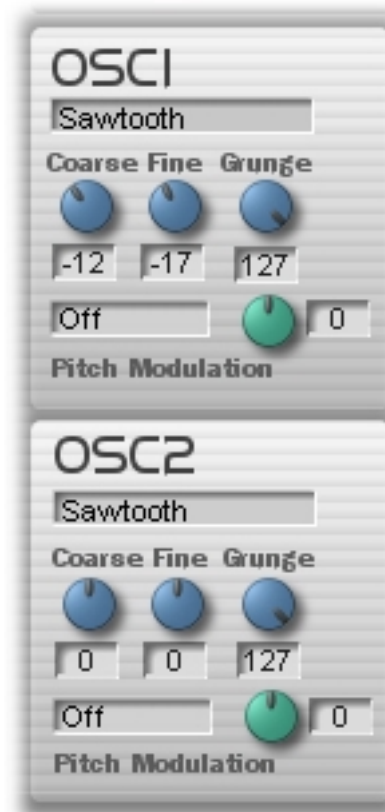 OSC1
Sawtooth
Coarse Fine Grunge
-12 -17 127
Off 0
Pitch Modulation
OSC2
Sawtooth
Coarse Fine Grunge
0 0 127
Off 0
Pitch Modulation